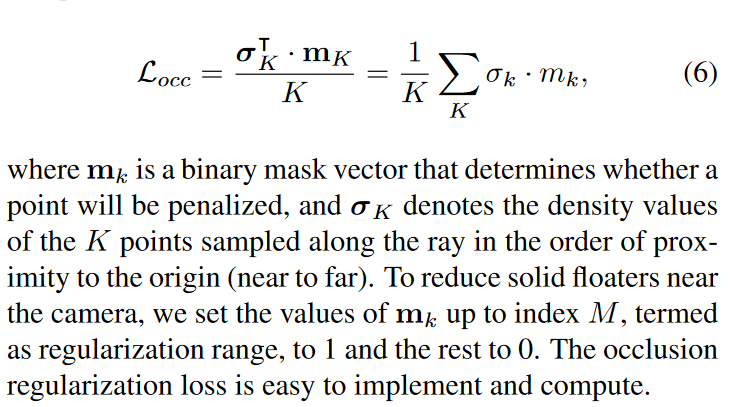 $$\mathcal{L}_{occ} = \frac{\boldsymbol{\sigma}_K^{\mathsf{T}} \cdot \mathbf{m}_K}{K} = \frac{1}{K} \sum_K \sigma_k \cdot m_k, \quad (6)$$
where $\mathbf{m}_k$ is a binary mask vector that determines whether a
point will be penalized, and $\boldsymbol{\sigma}_K$ denotes the density values
of the $K$ points sampled along the ray in the order of prox-
imity to the origin (near to far). To reduce solid floaters near
the camera, we set the values of $\mathbf{m}_k$ up to index $M$, termed
as regularization range, to 1 and the rest to 0. The occlusion
regularization loss is easy to implement and compute.